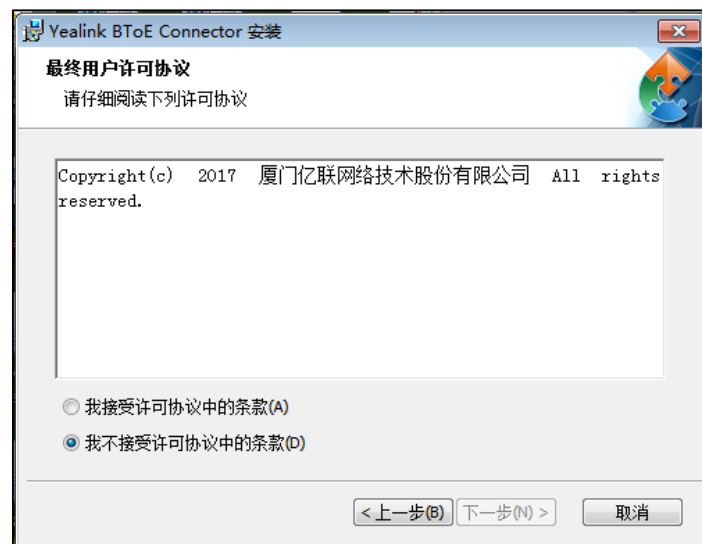 Yealink BToE Connector 安装
最终用户许可协议
请仔细阅读下列许可协议
Copyright(c) 2017 厦门亿联网络技术股份有限公司 All rights
reserved.
我接受许可协议中的条款(A)
我不接受许可协议中的条款(D)
<上一步(B) 下一步(N) > 取消